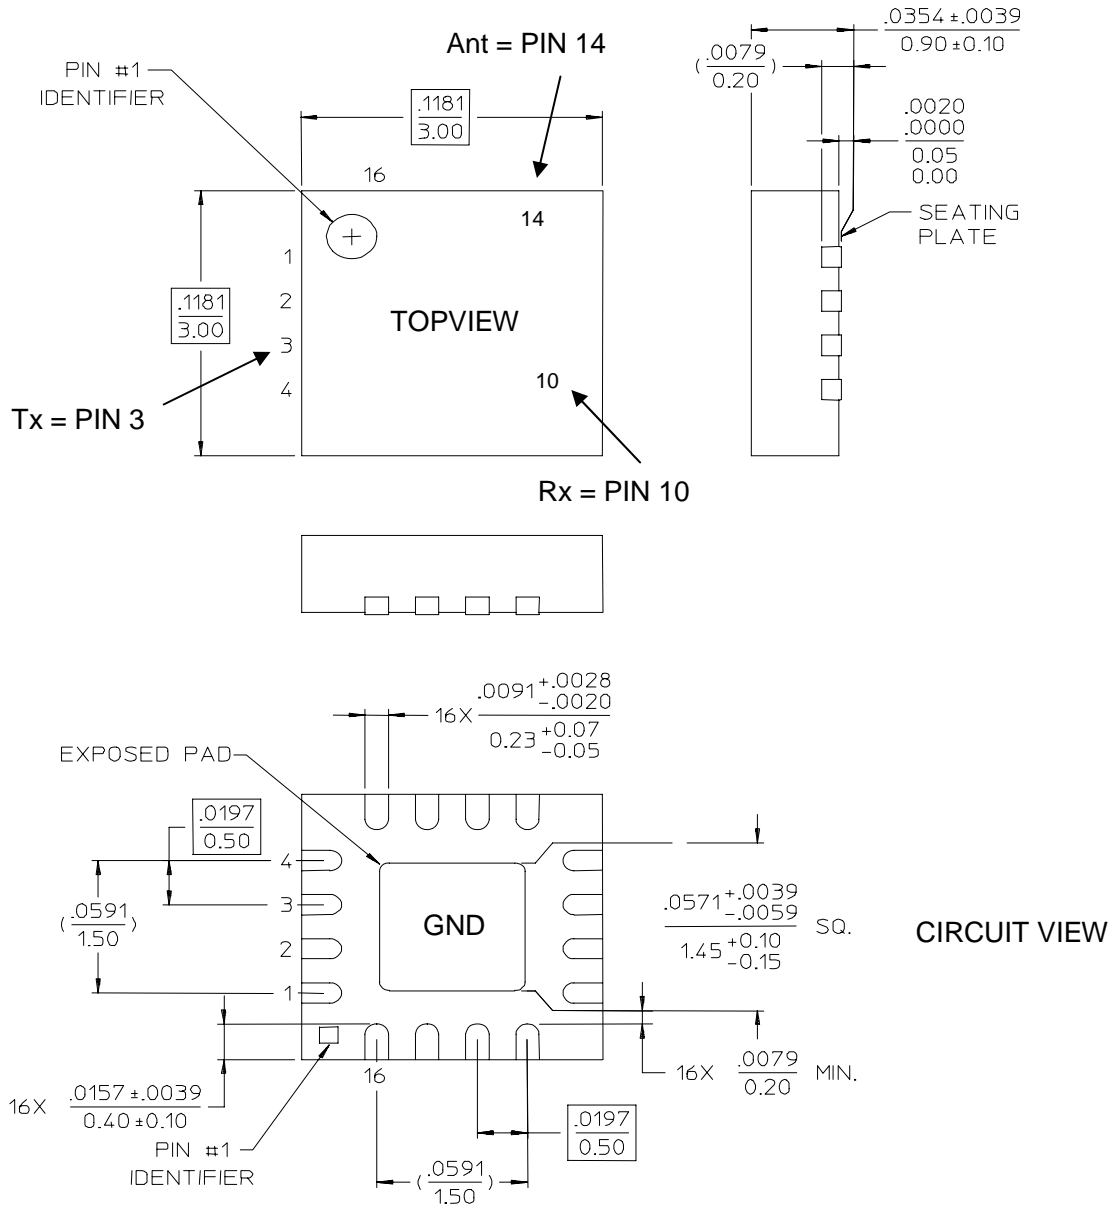 Ant = PIN 14
PIN #1
IDENTIFIER
.1181
3.00
16
14
1
2
3
4
.1181
3.00
TOPVIEW
10
Tx = PIN 3
Rx = PIN 10
.0354 ±.0039
0.90 ±0.10
( .0079 )
0.20
.0020
.0000
0.05
0.00
SEATING
PLATE
16X .0091 +.0028
-.0020
0.23 +0.07
-0.05
EXPOSED PAD
.0197
0.50
4
3
2
1
( .0591 )
1.50
GND
.0571 +.0039
-.0059
SQ.
1.45 +0.10
-0.15
CIRCUIT VIEW
16X .0157 ±.0039
0.40 ±0.10
16
16X .0079 MIN.
0.20
PIN #1
IDENTIFIER
.0197
0.50
( .0591 )
1.50